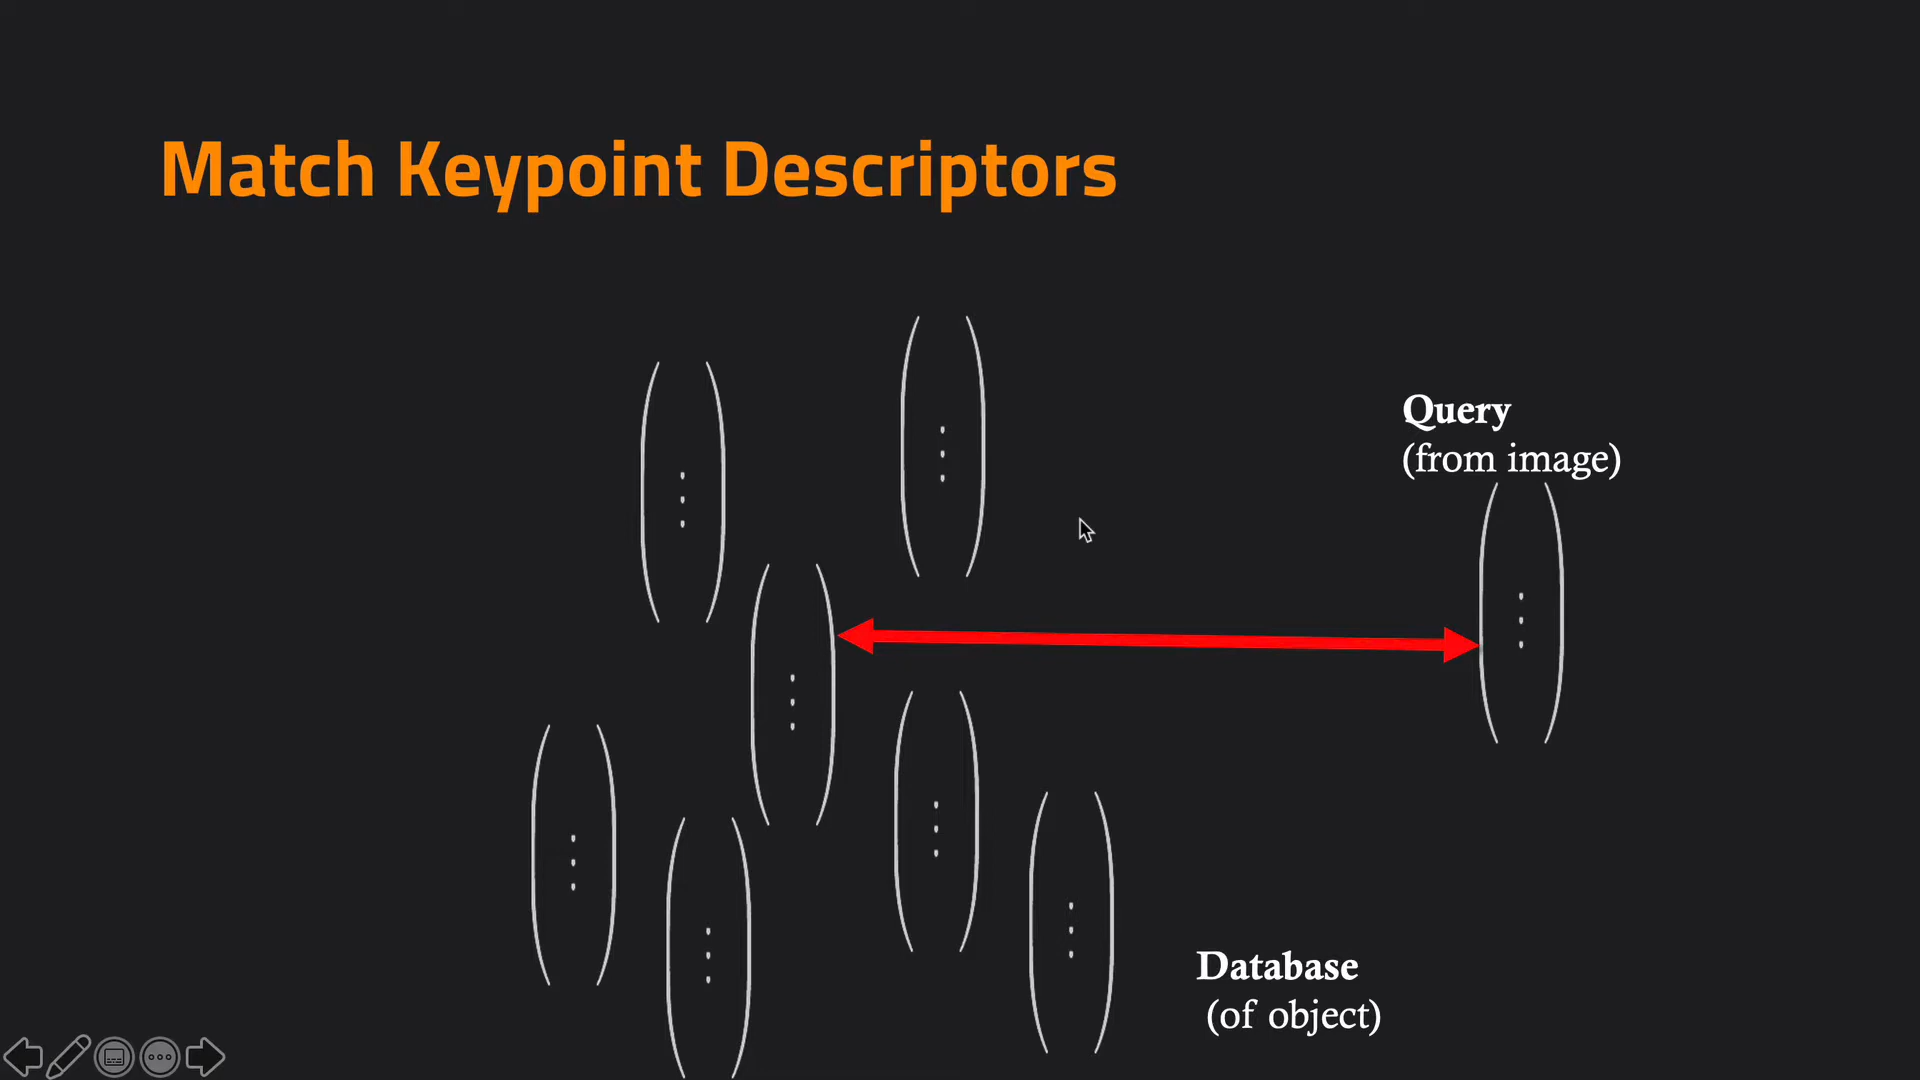 Match Keypoint Descriptors
Query
(from image)
Database
(of object)